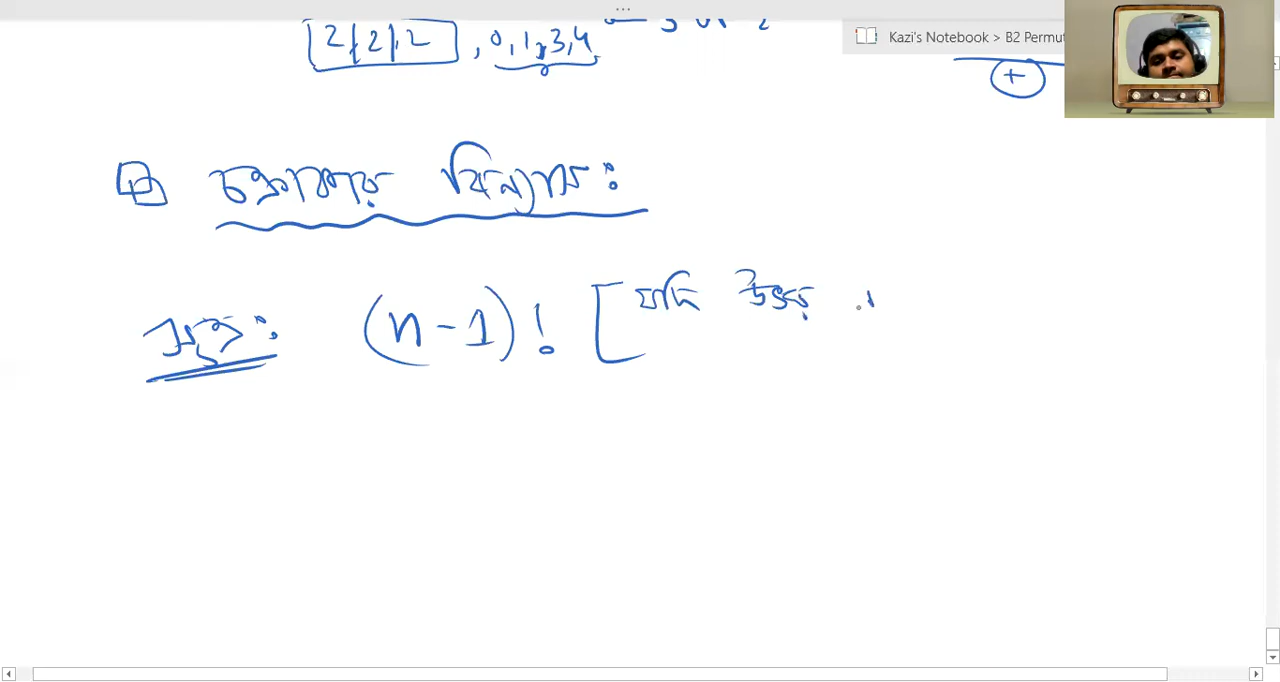 2, 2, 2, 0, 1, 3, 4
Kazi's Notebook > B2 Permut
+
চক্রাকার বিন্যাস:
সূত্র: (n-1)! [যদি উভয়